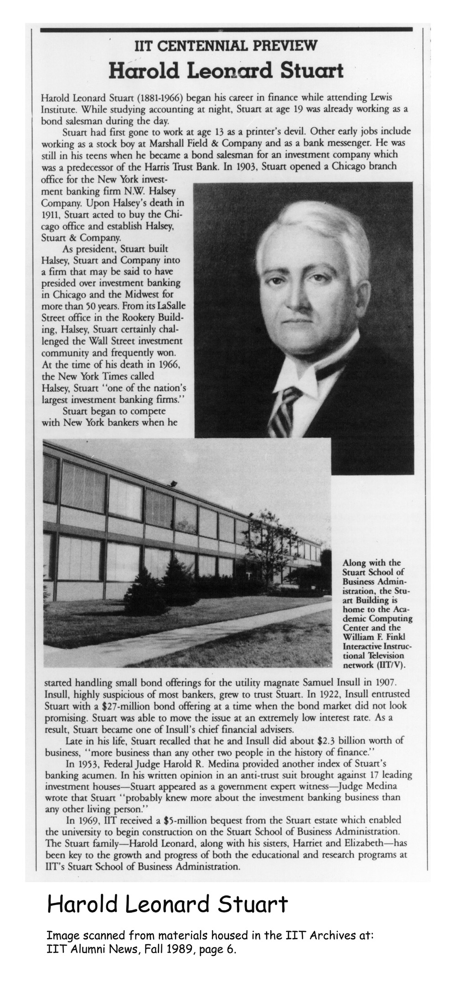 IIT CENTENNIAL PREVIEW
Harold Leonard Stuart
Harold Leonard Stuart (1881-1966) began his career in finance while attending Lewis
Institute. While studying accounting at night, Stuart at age 19 was already working as a
bond salesman during the day.
Stuart had first gone to work at age 13 as a printer's devil. Other early jobs include
working as a stock boy at Marshall Field & Company and as a bank messenger. He was
still in his teens when he became a bond salesman for an investment company which
was a predecessor of the Harris Trust Bank. In 1903, Stuart opened a Chicago branch
office for the New York invest-
ment banking firm N.W. Halsey
Company. Upon Halsey's death in
1911, Stuart acted to buy the Chi-
cago office and establish Halsey,
Stuart & Company.
As president, Stuart built
Halsey, Stuart and Company into
a firm that may be said to have
presided over investment banking
in Chicago and the Midwest for
more than 50 years. From its LaSalle
Street office in the Rookery Build-
ing, Halsey, Stuart certainly chal-
lenged the Wall Street investment
community and frequently won.
At the time of his death in 1966,
the New York Times called
Halsey, Stuart "one of the nation's
largest investment banking firms."
Stuart began to compete
with New York bankers when he
Along with the
Stuart School of
Business Admin-
istration, the Stu-
art Building is
home to the Aca-
demic Computing
Center and the
William F. Finkl
Interactive Instruc-
tional Television
network (IIT/V).
started handling small bond offerings for the utility magnate Samuel Insull in 1907.
Insull, highly suspicious of most bankers, grew to trust Stuart. In 1922, Insull entrusted
Stuart with a $27-million bond offering at a time when the bond market did not look
promising. Stuart was able to move the issue at an extremely low interest rate. As a
result, Stuart became one of Insull's chief financial advisers.
Late in his life, Stuart recalled that he and Insull did about $2.3 billion worth of
business, "more business than any other two people in the history of finance."
In 1953, Federal Judge Harold R. Medina provided another index of Stuart's
banking acumen. In his written opinion in an anti-trust suit brought against 17 leading
investment houses—Stuart appeared as a government expert witness—Judge Medina
wrote that Stuart "probably knew more about the investment banking business than
any other living person."
In 1969, IIT received a $5-million bequest from the Stuart estate which enabled
the university to begin construction on the Stuart School of Business Administration.
The Stuart family—Harold Leonard, along with his sisters, Harriet and Elizabeth—has
been key to the growth and progress of both the educational and research programs at
IIT's Stuart School of Business Administration.
Harold Leonard Stuart
Image scanned from materials housed in the IIT Archives at:
IIT Alumni News, Fall 1989, page 6.